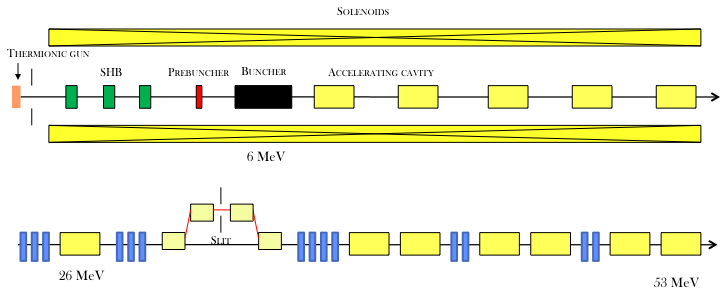 Solenoids
Thermionic gun
SHB
Prebuncher
Buncher
Accelerating cavity
6 MeV
Slit
26 MeV
53 MeV